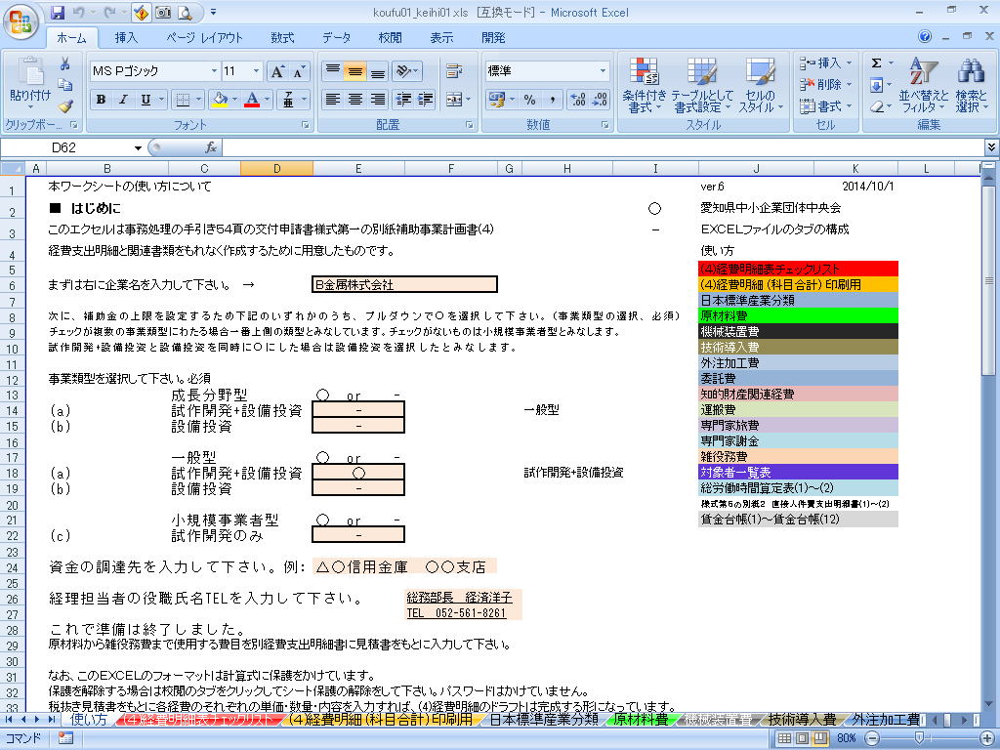 koufu01_keihi01.xls [互換モード] - Microsoft Excel
ホーム 挿入 ページ レイアウト 数式 データ 校閲 表示 開発
貼り付け
MS Pゴシック 11 標準
B I U A 亜 % ,
条件付き書式 テーブルとして書式設定 セルのスタイル
挿入 削除 書式
Σ 並べ替えとフィルタ 検索と選択
クリップボー... フォント 配置 数値 スタイル セル 編集
D62 fx
A B C D E F G H I J K L
1 本ワークシートの使い方について ver.6 2014/10/1
2 ■ はじめに ○ 愛知県中小企業団体中央会
3 このエクセルは事務処理の手引き54頁の交付申請書様式第一の別紙補助事業計画書(4) － EXCELファイルのタブの構成
4 経費支出明細と関連書類をもれなく作成するために用意したものです。 使い方
5 (4)経費明細表チェックリスト
6 まずは右に企業名を入力して下さい。 → B金属株式会社 (4)経費明細 (科目合計) 印刷用
7 日本標準産業分類
8 次に、補助金の上限を設定するため下記のいずれかのうち、プルダウンで○を選択して下さい。(事業類型の選択、必須) 原材料費
9 チェックが複数の事業類型にわたる場合一番上側の類型とみなしています。チェックがないものは小規模事業者型とみなします。 機械装置費
10 試作開発+設備投資と設備投資を同時に○にした場合は設備投資を選択したとみなします。 技術導入費
11 外注加工費
12 事業類型を選択して下さい。必須 委託費
13 成長分野型 ○ or - 知的財産関連経費
14 (a) 試作開発+設備投資 - 一般型 運搬費
15 (b) 設備投資 - 専門家旅費
16 専門家謝金
17 一般型 ○ or - 雑役務費
18 (a) 試作開発+設備投資 ○ 試作開発+設備投資 対象者一覧表
19 (b) 設備投資 - 総労働時間算定表(1)～(2)
20 様式第6の別紙2 直接人件費支出明細書(1)～(2)
21 小規模事業者型 ○ or - 賃金台帳(1)～賃金台帳(12)
22 (c) 試作開発のみ -
23
24 資金の調達先を入力して下さい。例： △○信用金庫 ○○支店
25
26 経理担当者の役職氏名TELを入力して下さい。 総務部長 経済洋子
27 TEL 052-561-8261
28 これで準備は終了しました。
29 原材料から雑役務費まで使用する費目を別経費支出明細書に見積書をもとに入力して下さい。
30
31 なお、このEXCELのフォーマットは計算式に保護をかけています。
32 保護を解除する場合は校閲のタブをクリックしてシート保護の解除をして下さい。パスワードはかけていません。
33 税抜き見積書をもとに各経費のそれぞれの単価・数量・内容を入力すれば、(4)経費明細のドラフトは完成する形になっています。
使い方 (4)経費明細表チェックリスト (4)経費明細 (科目合計) 印刷用 日本標準産業分類 原材料費 機械装置費 技術導入費 外注加工費
コマンド 80%